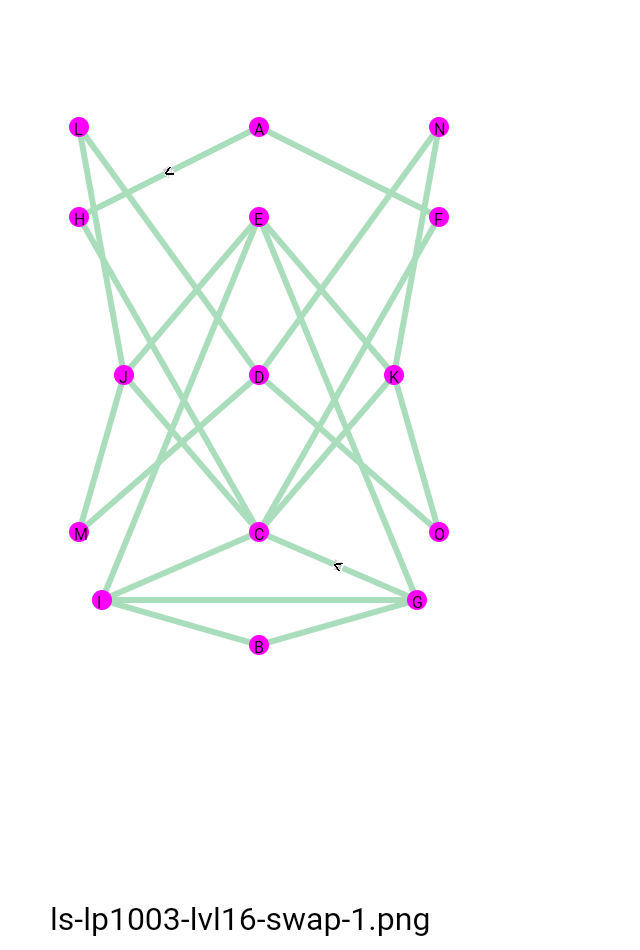 L A N
H E F
J D K
M C O
I G
B
ls-lp1003-lvl16-swap-1.png